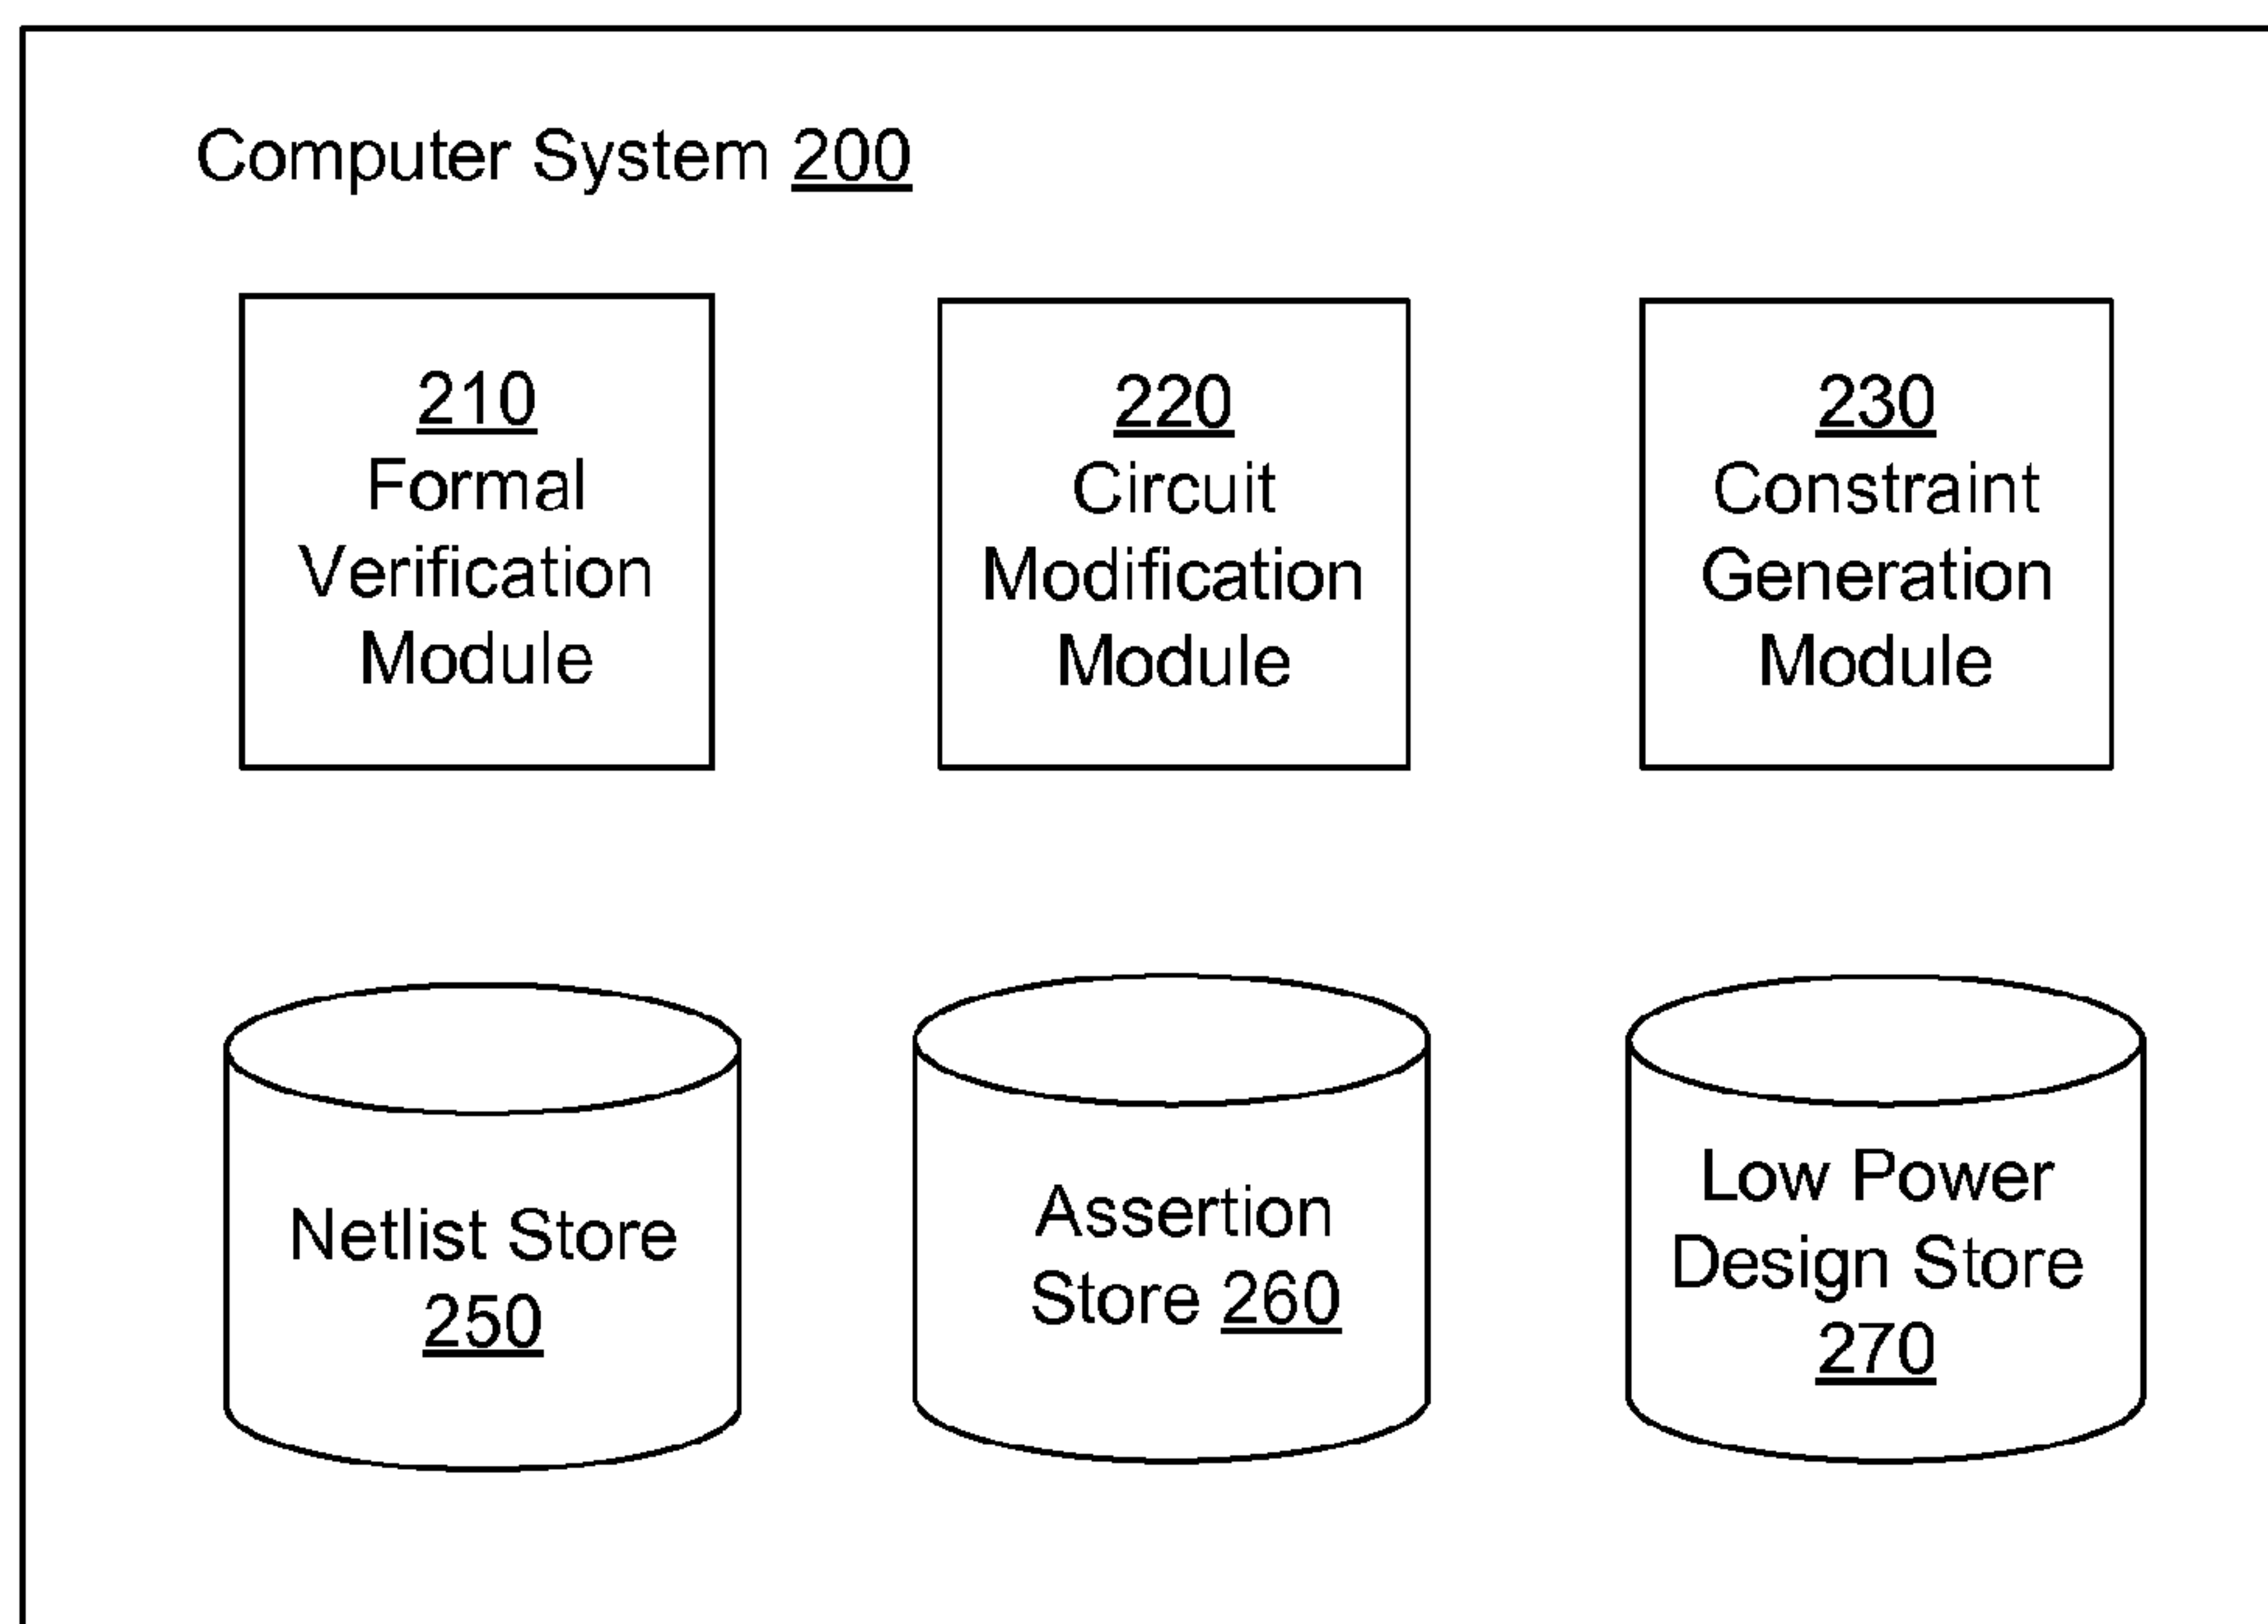 Computer System 200
210
Formal
Verification
Module
220
Circuit
Modification
Module
230
Constraint
Generation
Module
Netlist Store
250
Assertion
Store 260
Low Power
Design Store
270